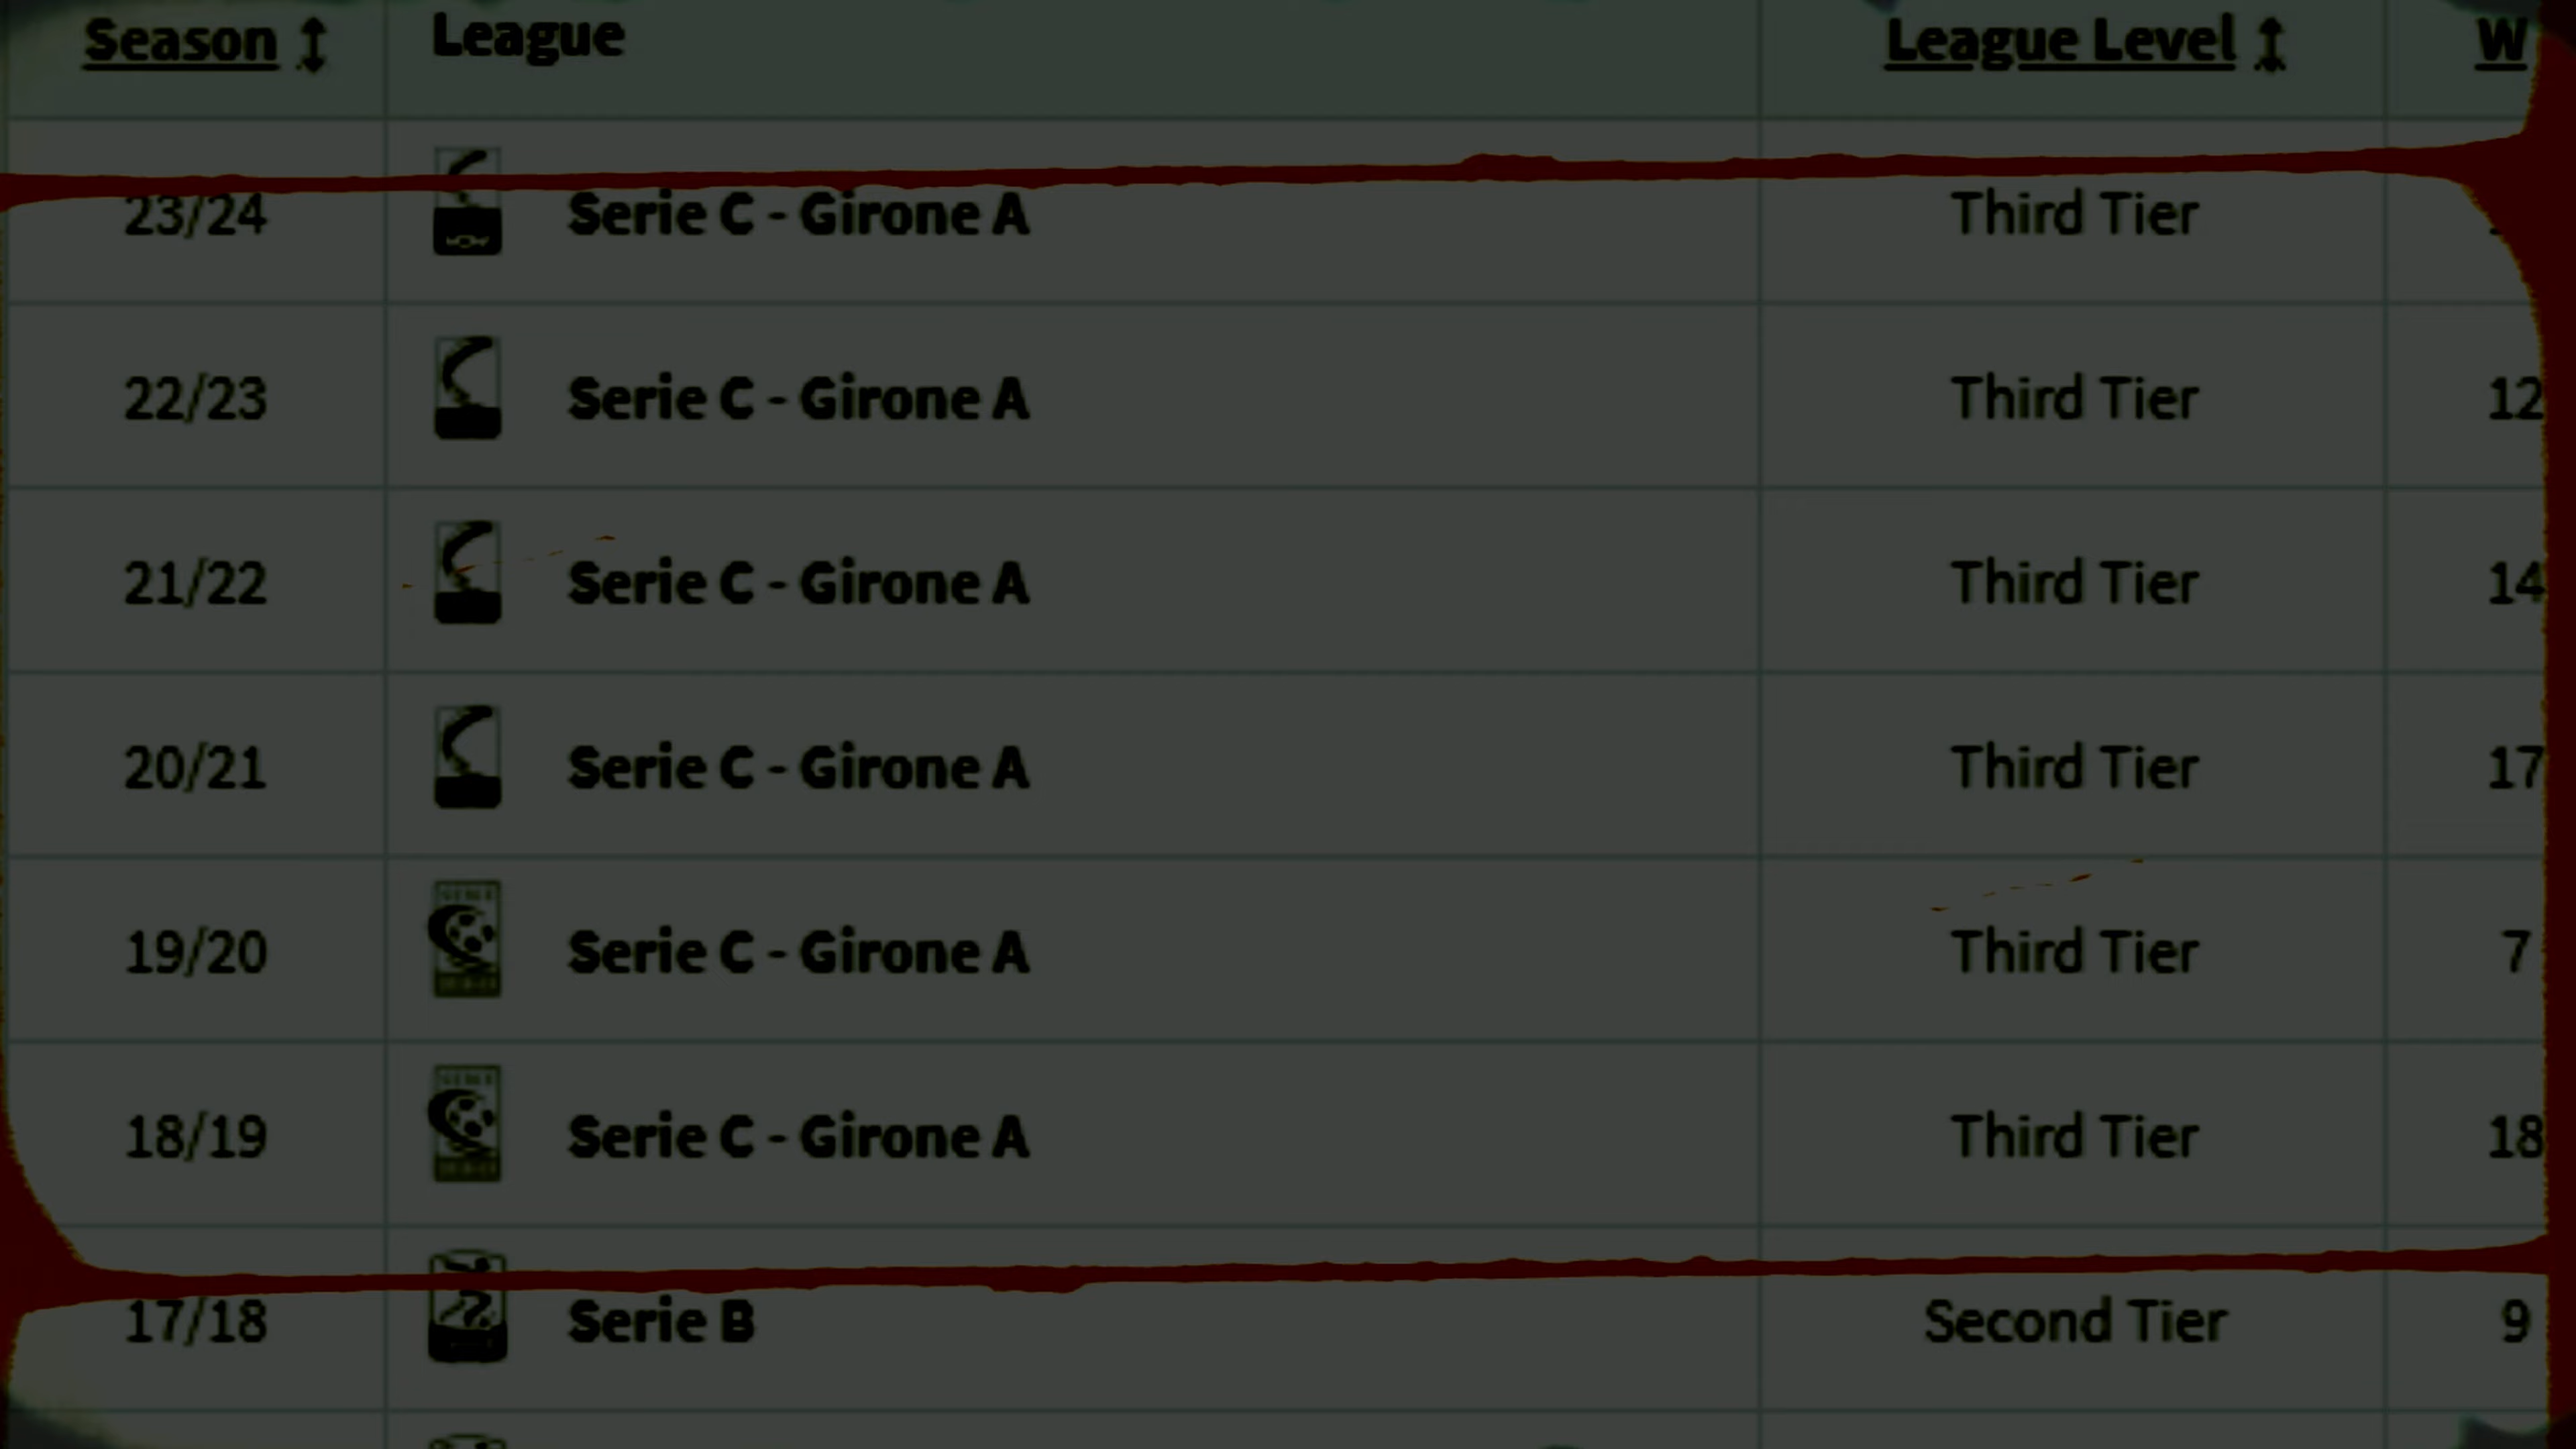 Season League League Level W
23/24 Serie C - Girone A Third Tier
22/23 Serie C - Girone A Third Tier 12
21/22 Serie C - Girone A Third Tier 14
20/21 Serie C - Girone A Third Tier 17
19/20 Serie C - Girone A Third Tier 7
18/19 Serie C - Girone A Third Tier 18
17/18 Serie B Second Tier 9